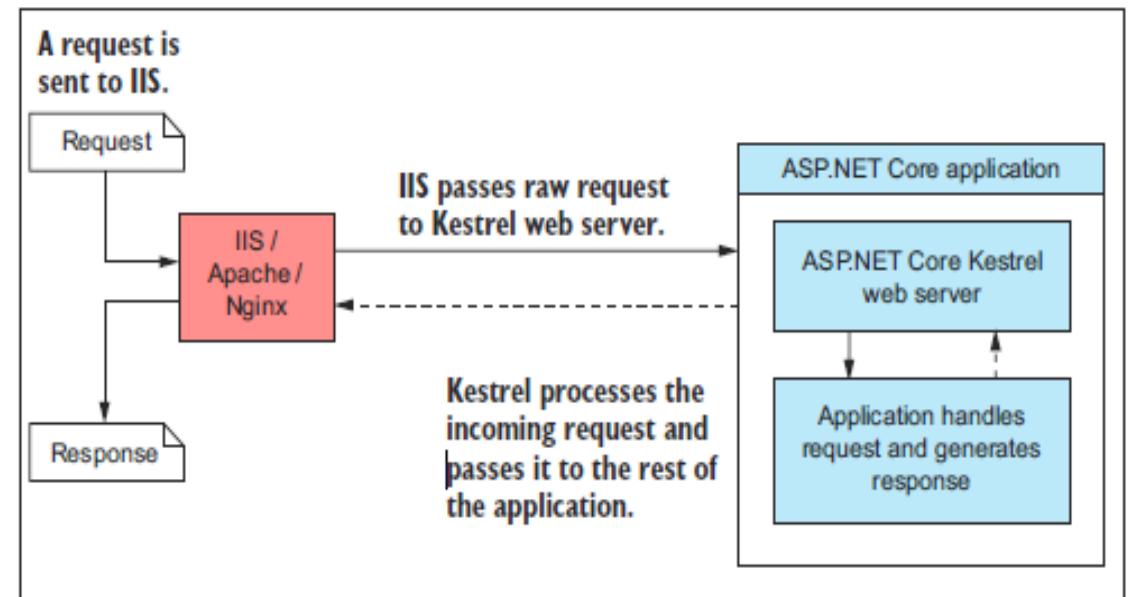 A request is
sent to IIS.
Request
IIS passes raw request
to Kestrel web server.
IIS /
Apache /
Nginx
ASP.NET Core application
ASP.NET Core Kestrel
web server
Kestrel processes the
incoming request and
passes it to the rest of
the application.
Application handles
request and generates
response
Response